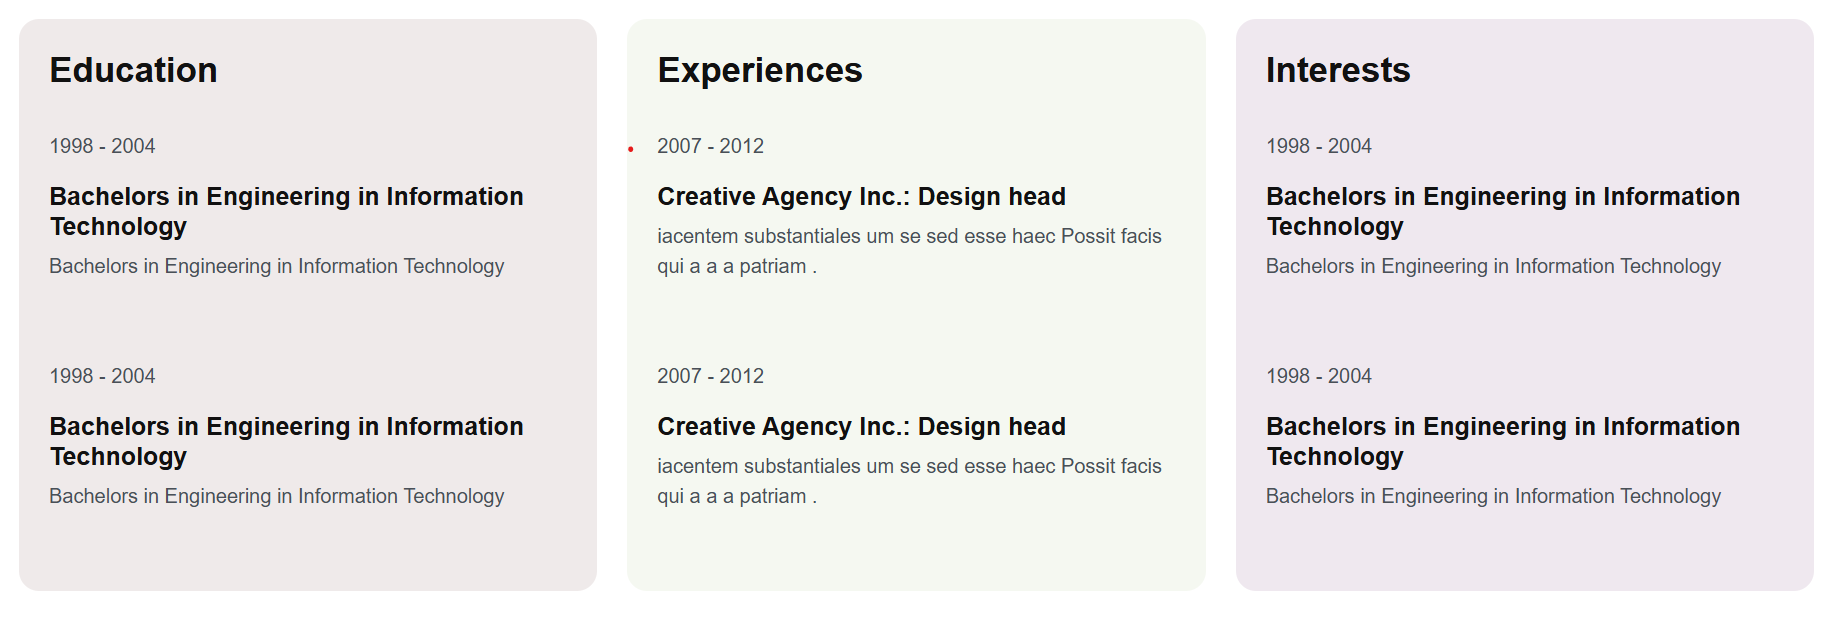 Education
1998 - 2004
Bachelors in Engineering in Information
Technology
Bachelors in Engineering in Information Technology
1998 - 2004
Bachelors in Engineering in Information
Technology
Bachelors in Engineering in Information Technology
Experiences
2007 - 2012
Creative Agency Inc.: Design head
iacentem substantiales um se sed esse haec Possit facis
qui a a a patriam .
2007 - 2012
Creative Agency Inc.: Design head
iacentem substantiales um se sed esse haec Possit facis
qui a a a patriam .
Interests
1998 - 2004
Bachelors in Engineering in Information
Technology
Bachelors in Engineering in Information Technology
1998 - 2004
Bachelors in Engineering in Information
Technology
Bachelors in Engineering in Information Technology